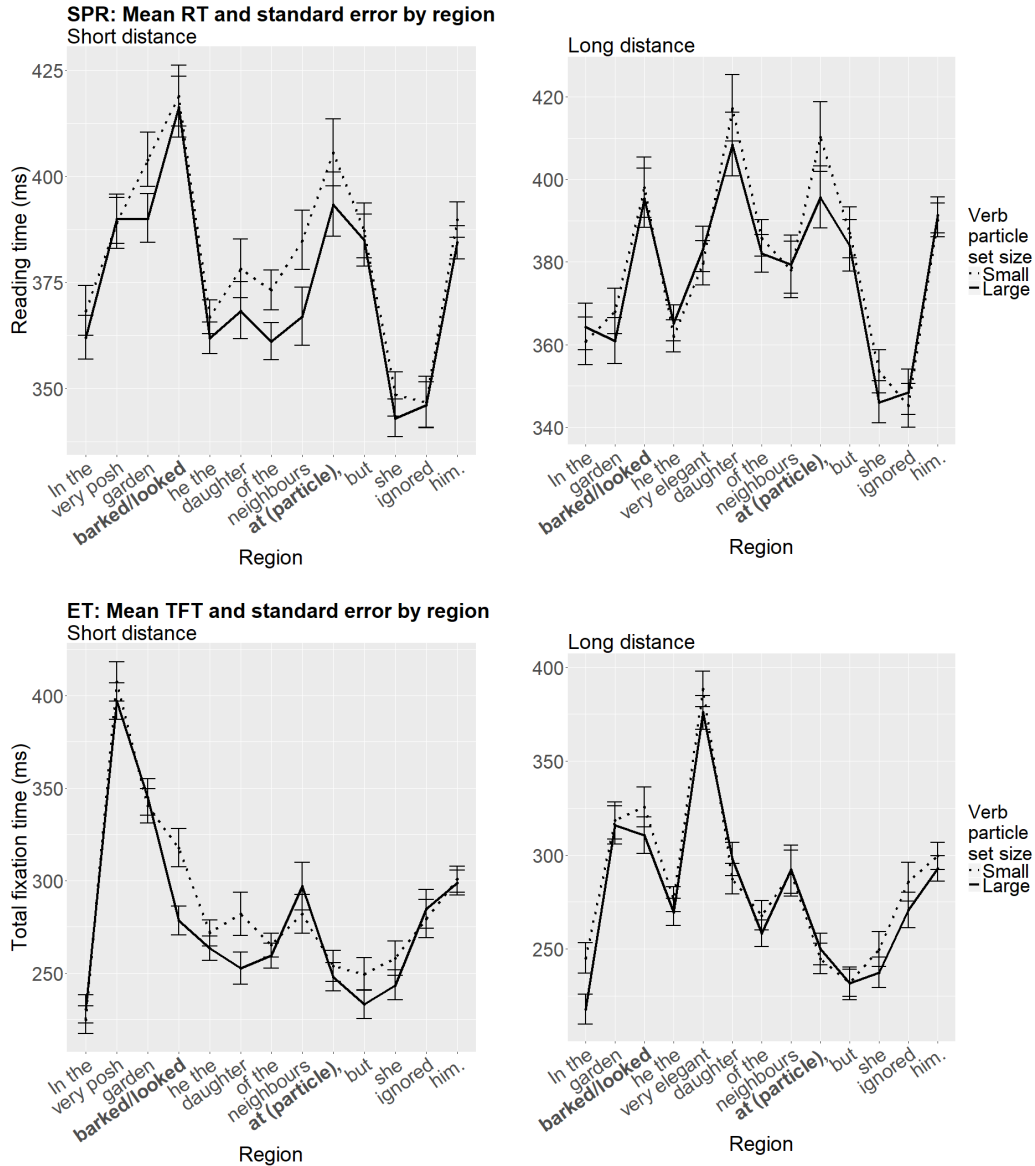 SPR: Mean RT and standard error by region
Short distance
Reading time (ms)
425
400
375
350
In the
very posh
garden
barked/looked
he the
daughter
of the
neighbours
at (particle),
but
she
ignored
him.
Region
Long distance
420
400
380
360
340
In the
garden
barked/looked
he the
very elegant
daughter
of the
neighbours
at (particle),
but
she
ignored
him.
Region
Verb
particle
set size
Small
Large
ET: Mean TFT and standard error by region
Short distance
Total fixation time (ms)
400
350
300
250
In the
very posh
garden
barked/looked
he the
daughter
of the
neighbours
at (particle),
but
she
ignored
him.
Region
Long distance
400
350
300
250
In the
garden
barked/looked
he the
very elegant
daughter
of the
neighbours
at (particle),
but
she
ignored
him.
Region
Verb
particle
set size
Small
Large